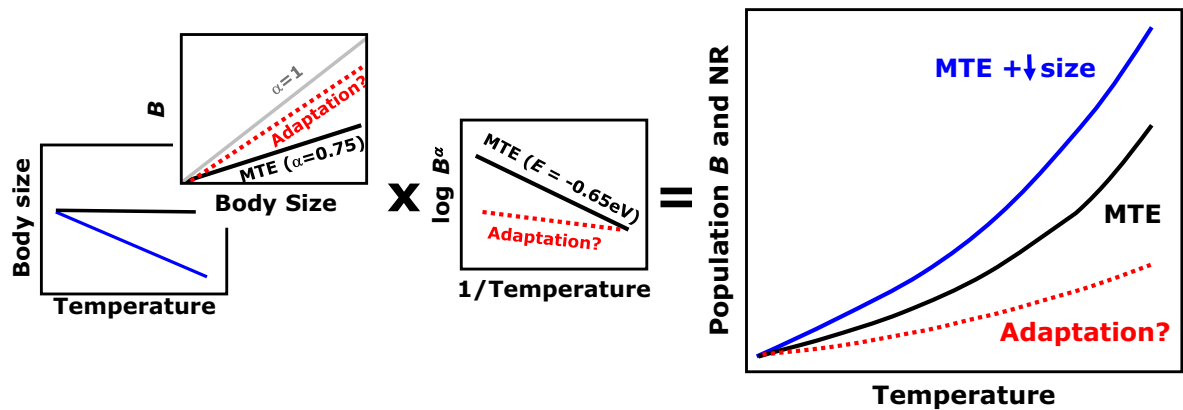 Body size
Temperature
B
α=1
Adaptation?
MTE (α=0.75)
Body Size
x
log Bᵅ
MTE (E = -0.65eV)
Adaptation?
1/Temperature
=
Population B and NR
MTE +↓ size
MTE
Adaptation?
Temperature